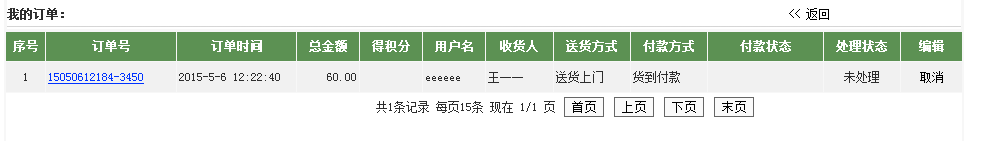 我的订单： << 返回
序号 订单号 订单时间 总金额 得积分 用户名 收货人 送货方式 付款方式 付款状态 处理状态 编辑
1 15050612184-3450 2015-5-6 12:22:40 60.00 eeeeee 王一一 送货上门 货到付款 未处理 取消
共1条记录 每页15条 现在 1/1 页 首页 上页 下页 末页